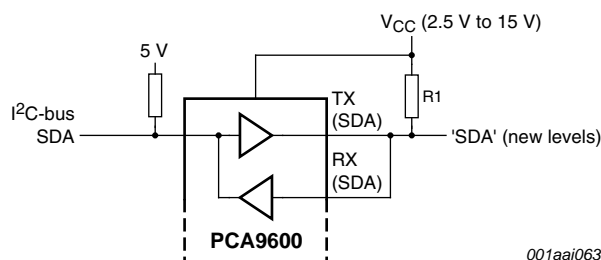 VCC (2.5 V to 15 V)
5 V
R1
TX
(SDA)
I2C-bus
SDA
'SDA' (new levels)
RX
(SDA)
PCA9600
001aai063